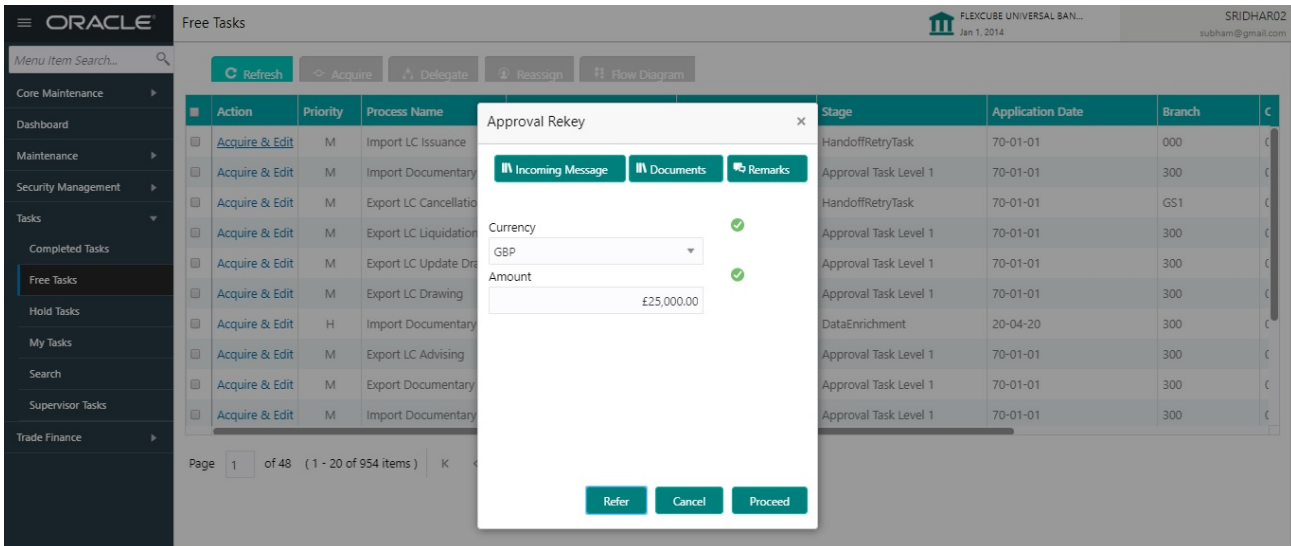 ORACLE
Free Tasks
FLEXCUBE UNIVERSAL BAN...
Jan 1, 2014
SRIDHAR02
subham@gmail.com
Menu Item Search...
Core Maintenance
Dashboard
Maintenance
Security Management
Tasks
Completed Tasks
Free Tasks
Hold Tasks
My Tasks
Search
Supervisor Tasks
Trade Finance
Refresh Acquire Delegate Reassign Flow Diagram
Action Priority Process Name Stage Application Date Branch C
Acquire & Edit M Import LC Issuance HandoffRetryTask 70-01-01 000
Acquire & Edit M Import Documentary Approval Task Level 1 70-01-01 300
Acquire & Edit M Export LC Cancellatio HandoffRetryTask 70-01-01 GS1
Acquire & Edit M Export LC Liquidation Approval Task Level 1 70-01-01 300
Acquire & Edit M Export LC Update Dra Approval Task Level 1 70-01-01 300
Acquire & Edit M Export LC Drawing Approval Task Level 1 70-01-01 300
Acquire & Edit H Import Documentary DataEnrichment 20-04-20 300
Acquire & Edit M Export LC Advising Approval Task Level 1 70-01-01 300
Acquire & Edit M Export Documentary Approval Task Level 1 70-01-01 300
Acquire & Edit M Import Documentary Approval Task Level 1 70-01-01 300
Page 1 of 48 ( 1 - 20 of 954 items )
Approval Rekey
Incoming Message Documents Remarks
Currency
GBP
Amount
£25,000.00
Refer Cancel Proceed